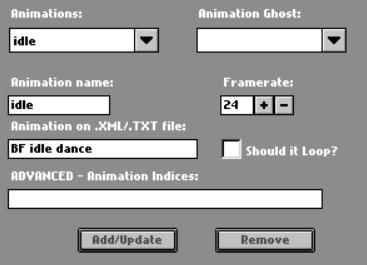 Animations: Animation Ghost:
idle
Animation name: Framerate:
idle 24 + -
Animation on .XML/.TXT file:
BF idle dance Should it Loop?
ADVANCED - Animation Indices:
Add/Update Remove